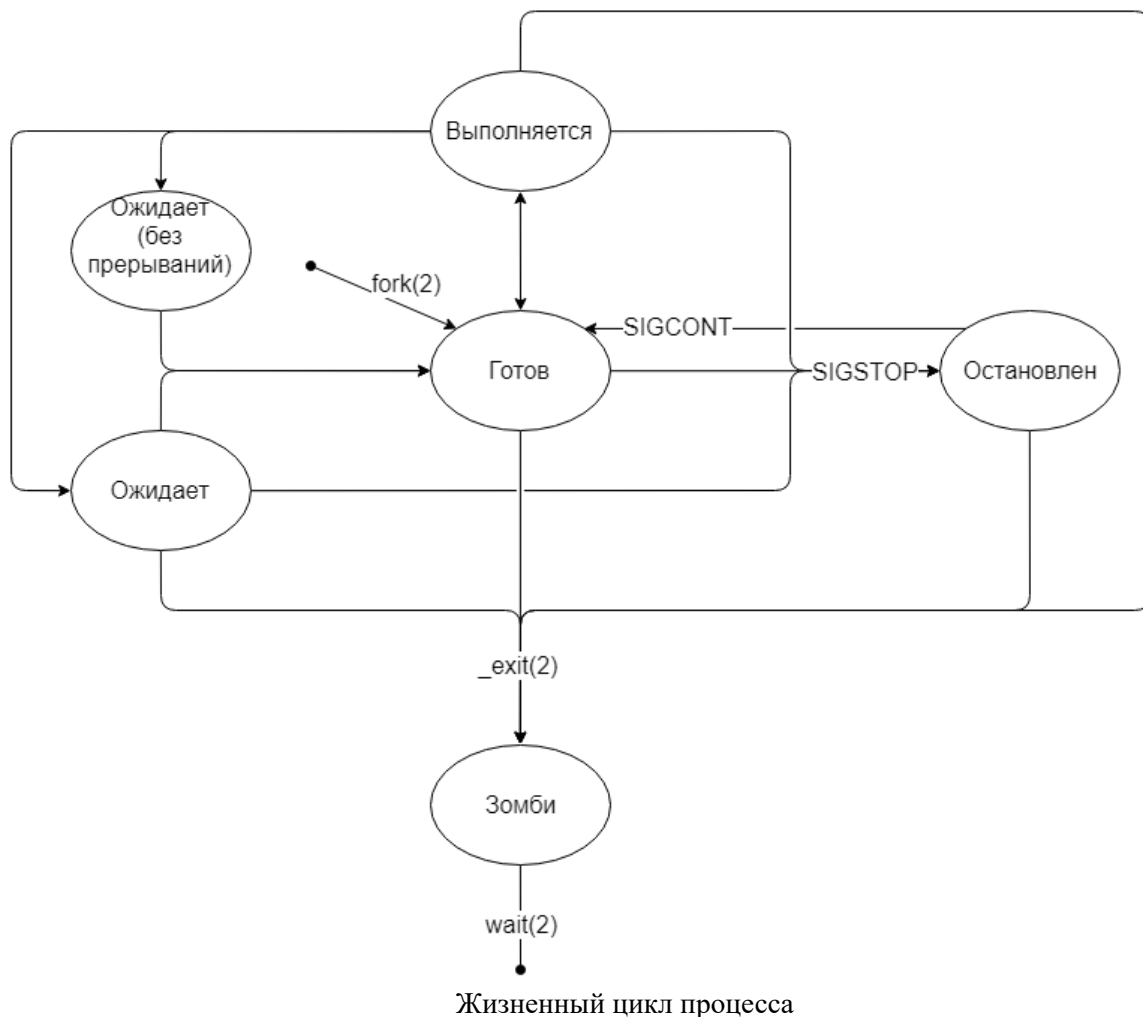 Выполняется
Ожидает
(без
прерываний)
fork(2)
SIGCONT
Готов
SIGSTOP
Остановлен
Ожидает
_exit(2)
Зомби
wait(2)
Жизненный цикл процесса